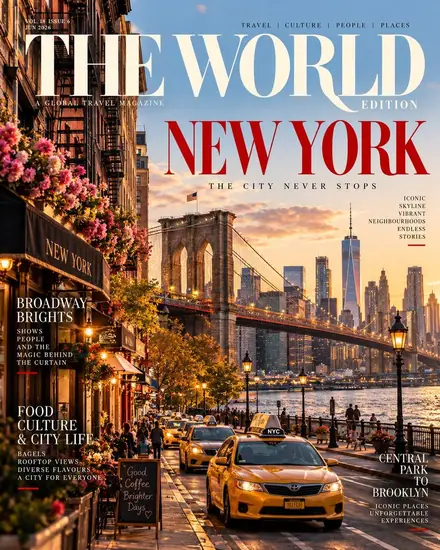 VOL. 18 ISSUE 6
JUN 2026
TRAVEL | CULTURE | PEOPLE | PLACES
THE WORLD
A GLOBAL TRAVEL MAGAZINE
EDITION
NEW YORK
THE CITY NEVER STOPS
ICONIC
SKYLINE
VIBRANT
NEIGHBOURHOODS
ENDLESS
STORIES
NEW YORK
BROADWAY
BRIGHTS
SHOWS
PEOPLE
AND THE
MAGIC BEHIND
THE CURTAIN
FOOD
CULTURE
& CITY LIFE
BAGELS
ROOFTOP VIEWS
DIVERSE FLAVOURS
A CITY FOR EVERYONE
Good
Coffee
Brighter
Days
NYC
CENTRAL
PARK
TO
BROOKLYN
ICONIC PLACES
UNFORGETTABLE
EXPERIENCES